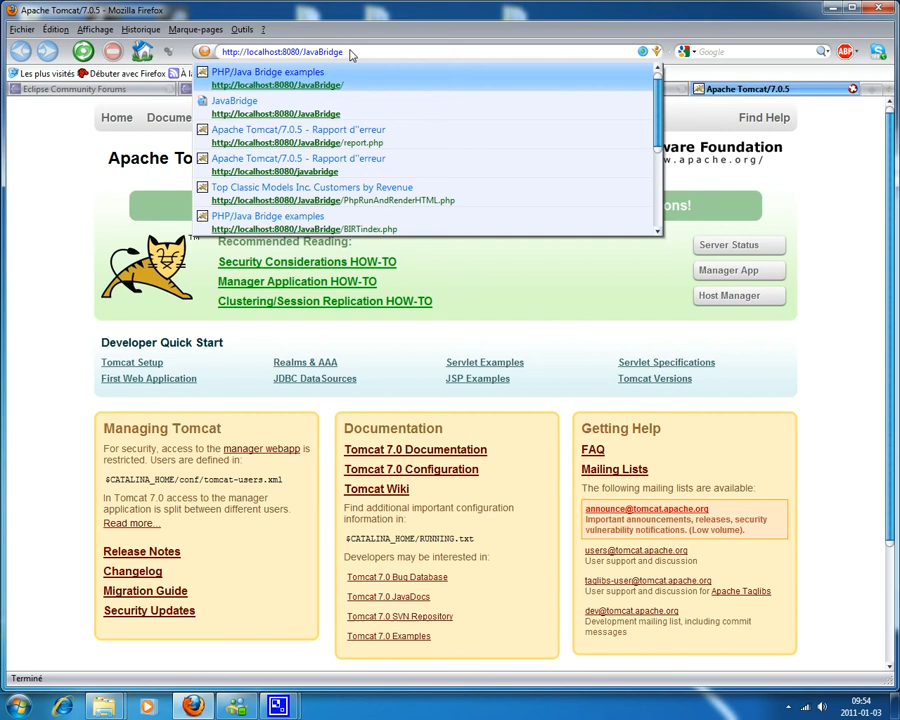 Apache Tomcat/7.0.5 - Mozilla Firefox
Fichier Édition Affichage Historique Marque-pages Outils ?
http://localhost:8080/JavaBridge
Google
ABP
Les plus visités Débuter avec Firefox À la
Eclipse Community Forums
Apache Tomcat/7.0.5
PHP/Java Bridge examples
http://localhost:8080/JavaBridge/
JavaBridge
http://localhost:8080/JavaBridge
Apache Tomcat/7.0.5 - Rapport d''erreur
http://localhost:8080/JavaBridge/report.php
Apache Tomcat/7.0.5 - Rapport d''erreur
http://localhost:8080/javabridge
Top Classic Models Inc. Customers by Revenue
http://localhost:8080/JavaBridge/PhpRunAndRenderHTML.php
PHP/Java Bridge examples
http://localhost:8080/JavaBridge/BIRTindex.php
Home Docume
Find Help
Apache To
ware Foundation
w.apache.org/
ons!
TM
Recommended Reading:
Security Considerations HOW-TO
Manager Application HOW-TO
Clustering/Session Replication HOW-TO
Server Status
Manager App
Host Manager
Developer Quick Start
Tomcat Setup
First Web Application
Realms & AAA
JDBC DataSources
Servlet Examples
JSP Examples
Servlet Specifications
Tomcat Versions
Managing Tomcat
For security, access to the manager webapp is
restricted. Users are defined in:
$CATALINA_HOME/conf/tomcat-users.xml
In Tomcat 7.0 access to the manager
application is split between different users.
Read more...
Release Notes
Changelog
Migration Guide
Security Updates
Documentation
Tomcat 7.0 Documentation
Tomcat 7.0 Configuration
Tomcat Wiki
Find additional important configuration
information in:
$CATALINA_HOME/RUNNING.txt
Developers may be interested in:
Tomcat 7.0 Bug Database
Tomcat 7.0 JavaDocs
Tomcat 7.0 SVN Repository
Tomcat 7.0 Examples
Getting Help
FAQ
Mailing Lists
The following mailing lists are available:
announce@tomcat.apache.org
Important announcements, releases, security
vulnerability notifications. (Low volume).
users@tomcat.apache.org
User support and discussion
taglibs-user@tomcat.apache.org
User support and discussion for Apache Taglibs
dev@tomcat.apache.org
Development mailing list, including commit
messages
Terminé
09:54
2011-01-03